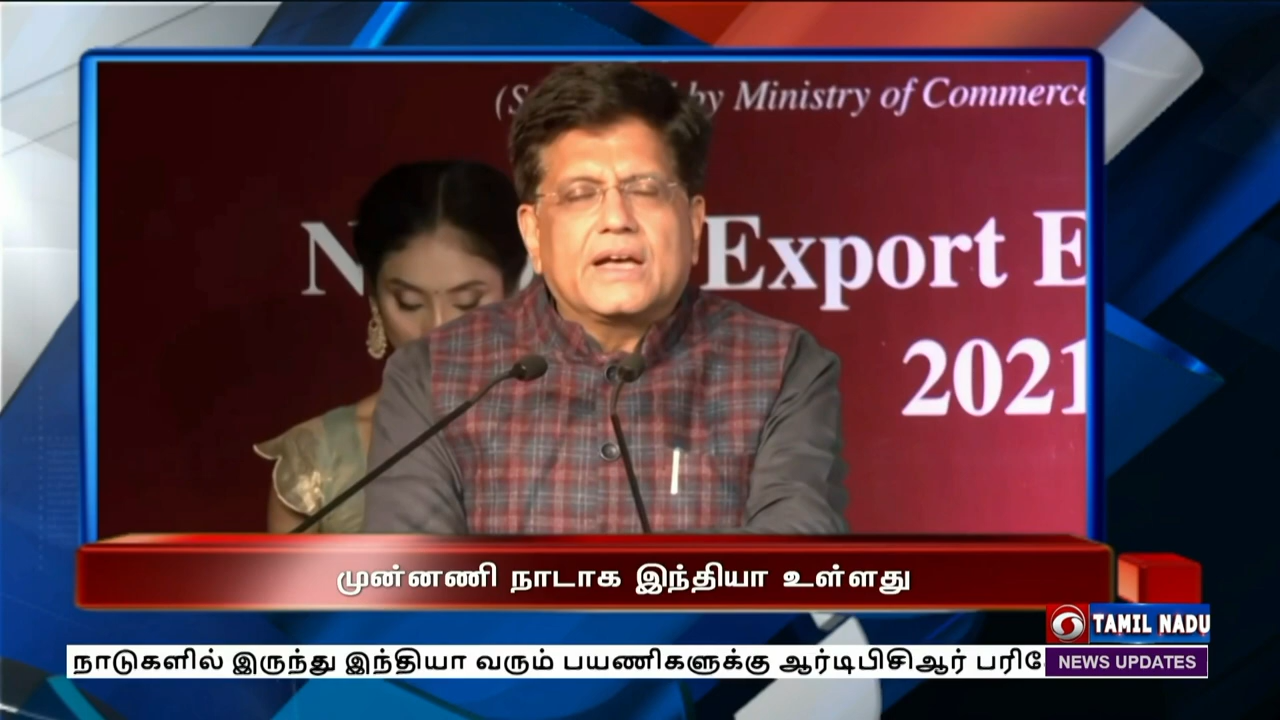 by Ministry of Commerce
Export E
2021
முன்னணி நாடாக இந்தியா உள்ளது
TAMIL NADU
நாடுகளில் இருந்து இந்தியா வரும் பயணிகளுக்கு ஆர்டிபிசிஆர்
NEWS UPDATES